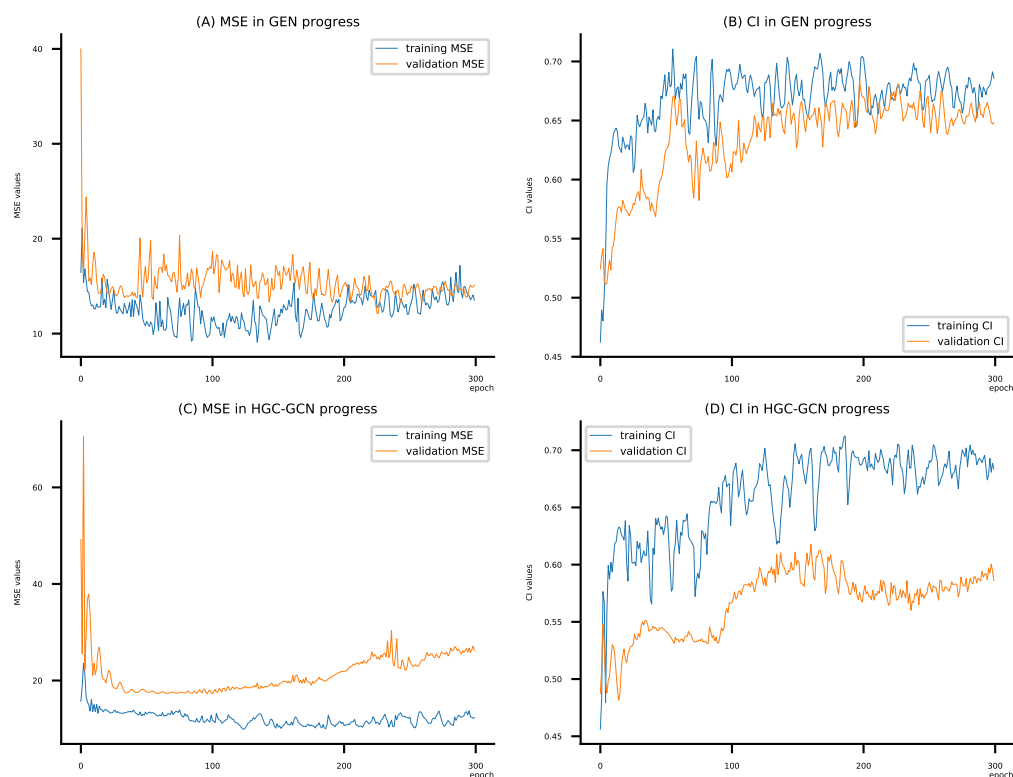 (A) MSE in GEN progress
40
30
20
10
MSE values
training MSE
validation MSE
0
100
200
300
epoch
(B) CI in GEN progress
0.70
0.65
0.60
0.55
0.50
0.45
CI values
training CI
validation CI
0
100
200
300
epoch
(C) MSE in HGC-GCN progress
60
40
20
MSE values
training MSE
validation MSE
0
100
200
300
epoch
(D) CI in HGC-GCN progress
0.70
0.65
0.60
0.55
0.50
0.45
CI values
training CI
validation CI
0
100
200
300
epoch